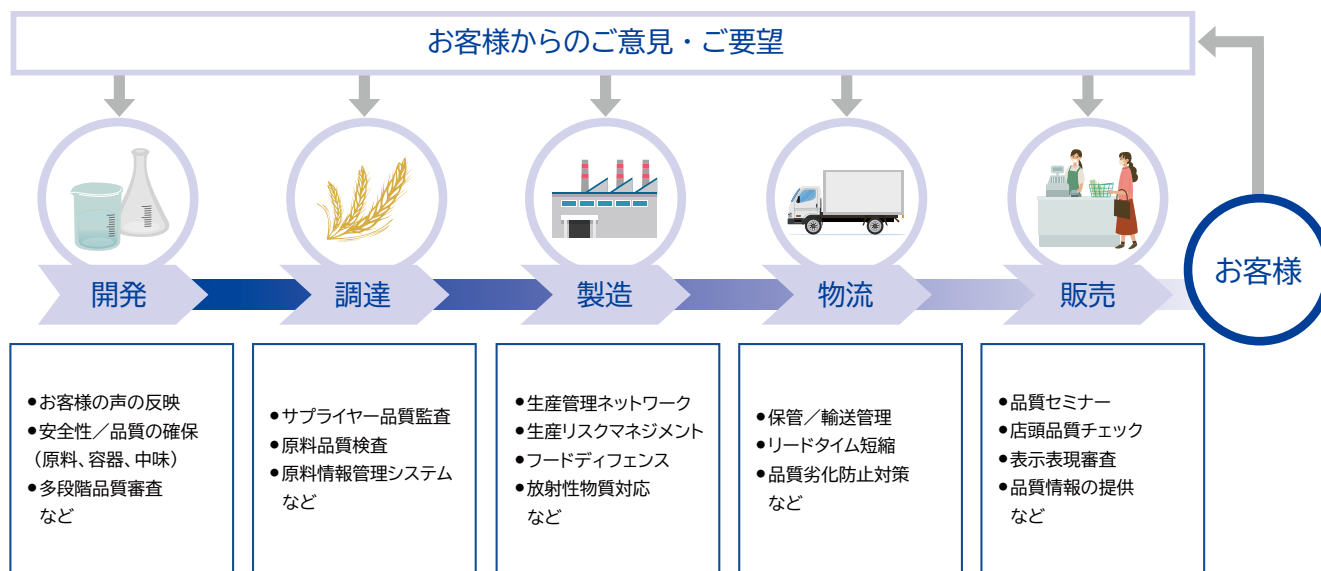 お客様からのご意見・ご要望
開発
調達
製造
物流
販売
お客様
●お客様の声の反映
●安全性／品質の確保
（原料、容器、中味）
●多段階品質審査
など
●サプライヤー品質監査
●原料品質検査
●原料情報管理システム
など
●生産管理ネットワーク
●生産リスクマネジメント
●フードディフェンス
●放射性物質対応
など
●保管／輸送管理
●リードタイム短縮
●品質劣化防止対策
など
●品質セミナー
●店頭品質チェック
●表示表現審査
●品質情報の提供
など